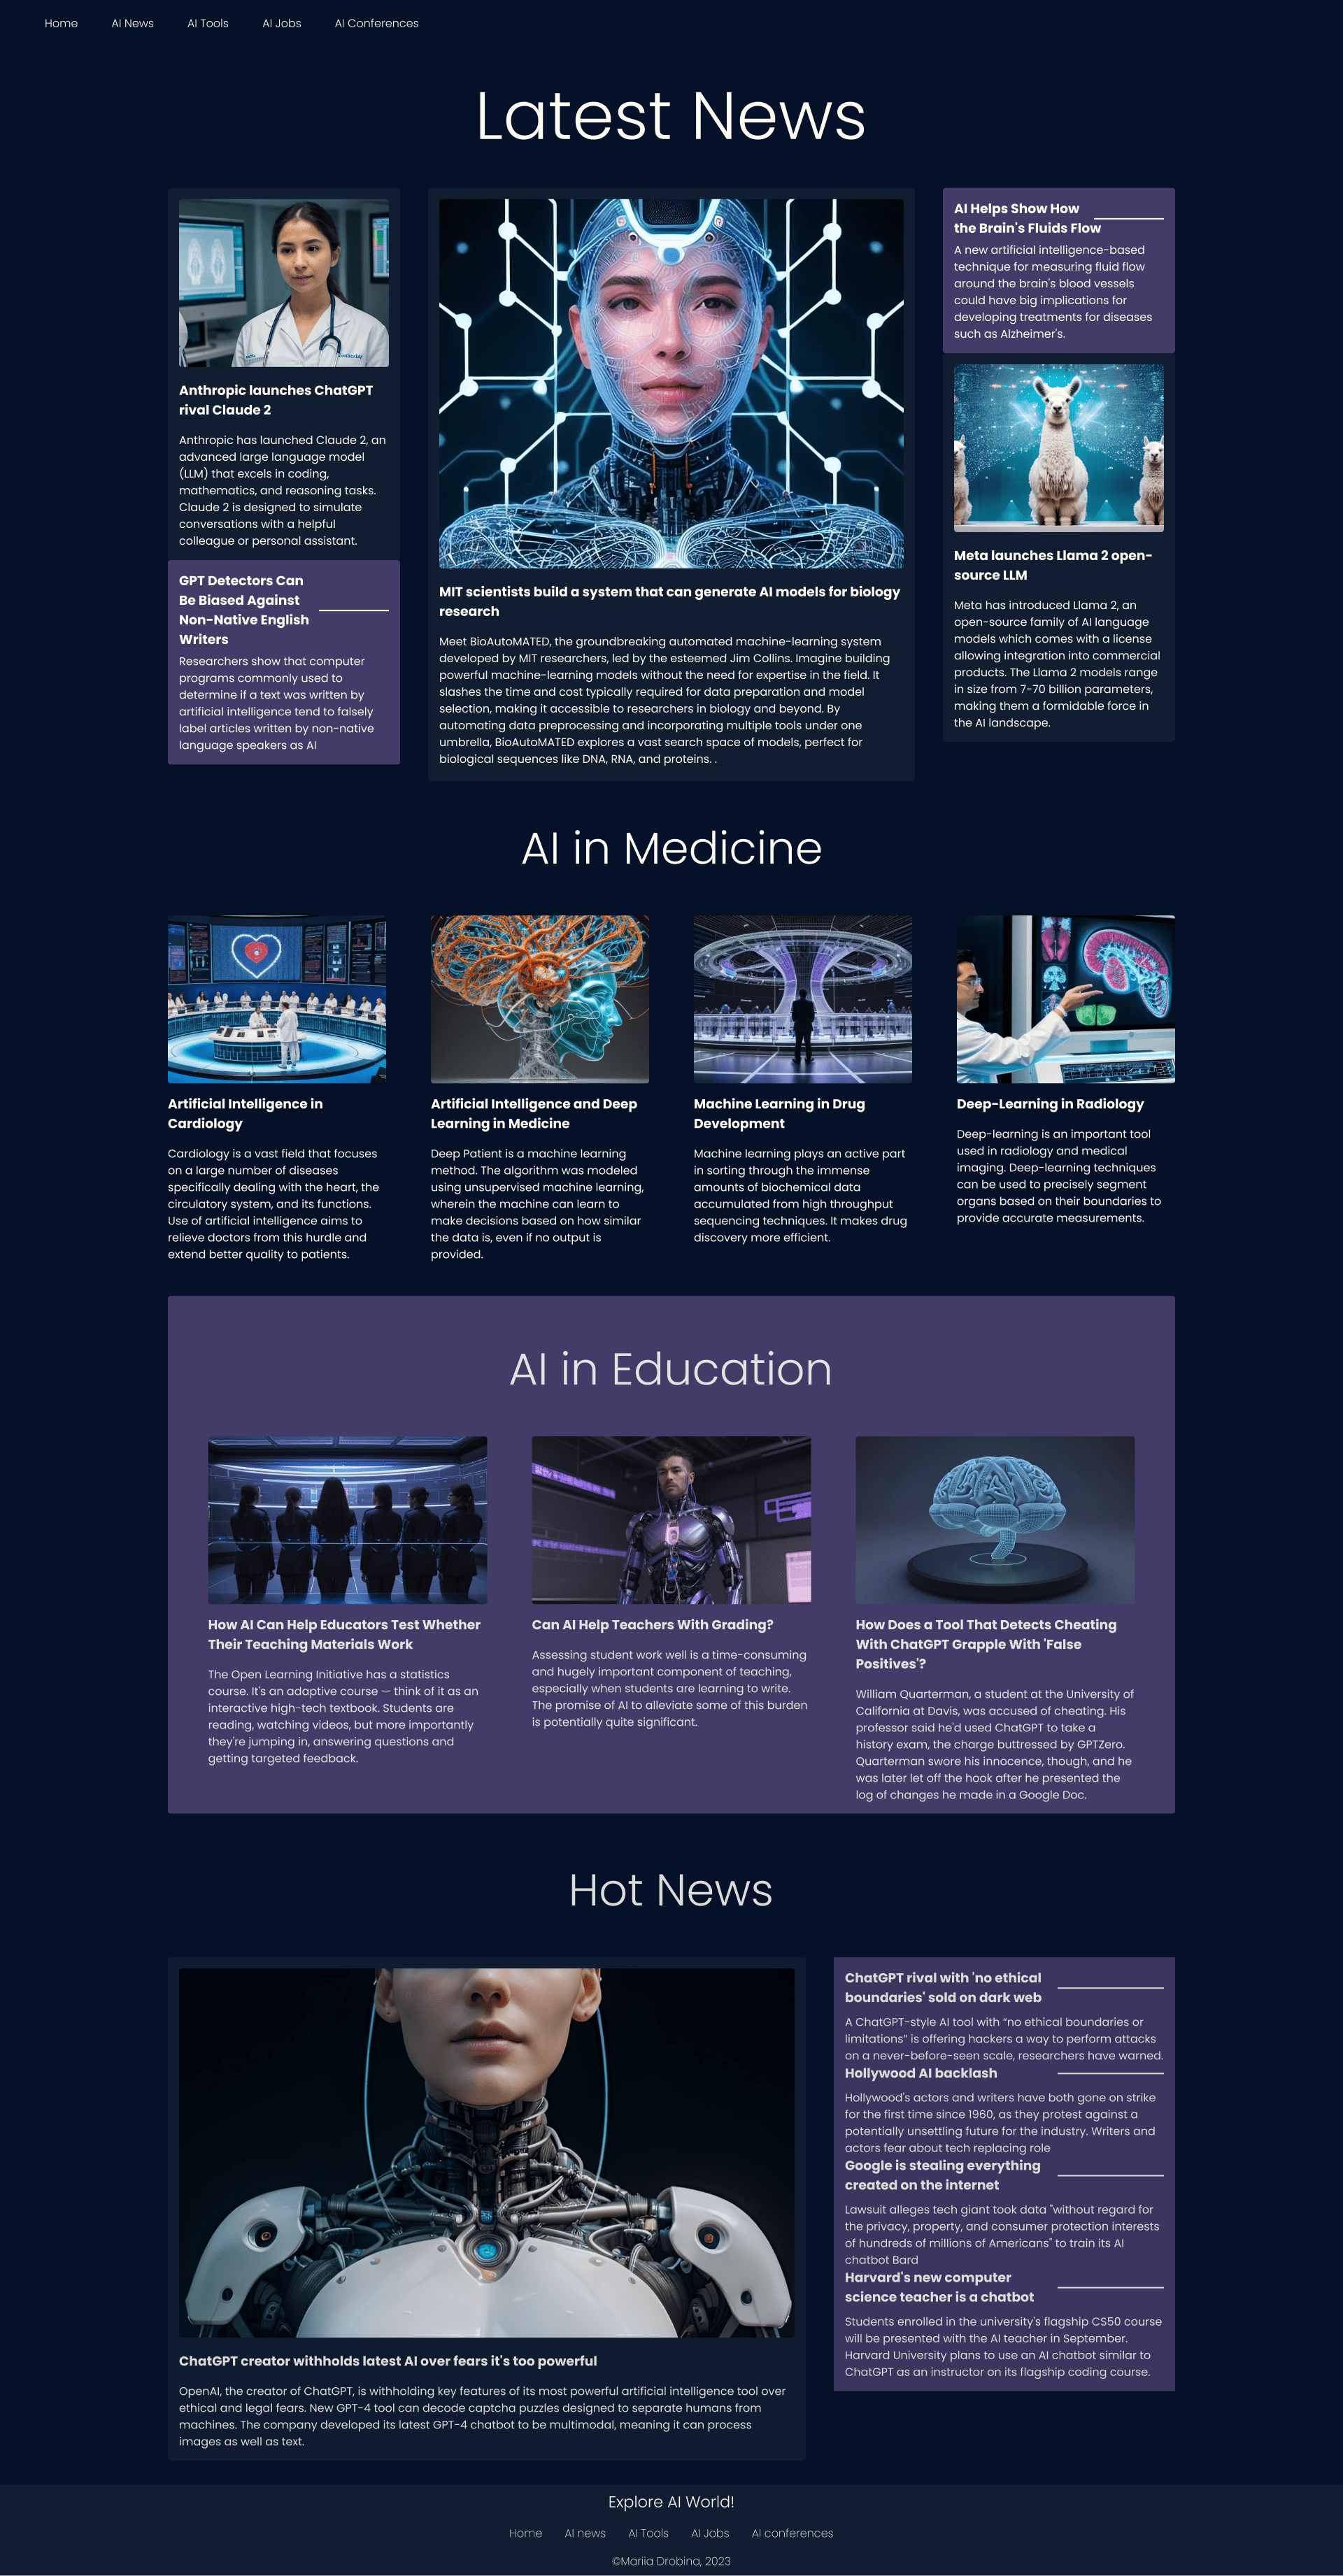 Home AI News AI Tools AI Jobs AI Conferences
Latest News
Anthropic launches ChatGPT
rival Claude 2
Anthropic has launched Claude 2, an
advanced large language model
(LLM) that excels in coding,
mathematics, and reasoning tasks.
Claude 2 is designed to simulate
conversations with a helpful
colleague or personal assistant.
GPT Detectors Can
Be Biased Against
Non-Native English
Writers
Researchers show that computer
programs commonly used to
determine if a text was written by
artificial intelligence tend to falsely
label articles written by non-native
language speakers as AI
MIT scientists build a system that can generate AI models for biology
research
Meet BioAutoMATED, the groundbreaking automated machine-learning system
developed by MIT researchers, led by the esteemed Jim Collins. Imagine building
powerful machine-learning models without the need for expertise in the field. It
slashes the time and cost typically required for data preparation and model
selection, making it accessible to researchers in biology and beyond. By
automating data preprocessing and incorporating multiple tools under one
umbrella, BioAutoMATED explores a vast search space of models, perfect for
biological sequences like DNA, RNA, and proteins. .
AI Helps Show How
the Brain's Fluids Flow
A new artificial intelligence-based
technique for measuring fluid flow
around the brain's blood vessels
could have big implications for
developing treatments for diseases
such as Alzheimer's.
Meta launches Llama 2 open-
source LLM
Meta has introduced Llama 2, an
open-source family of AI language
models which comes with a license
allowing integration into commercial
products. The Llama 2 models range
in size from 7-70 billion parameters,
making them a formidable force in
the AI landscape.
AI in Medicine
Artificial Intelligence in
Cardiology
Cardiology is a vast field that focuses
on a large number of diseases
specifically dealing with the heart, the
circulatory system, and its functions.
Use of artificial intelligence aims to
relieve doctors from this hurdle and
extend better quality to patients.
Artificial Intelligence and Deep
Learning in Medicine
Deep Patient is a machine learning
method. The algorithm was modeled
using unsupervised machine learning,
wherein the machine can learn to
make decisions based on how similar
the data is, even if no output is
provided.
Machine Learning in Drug
Development
Machine learning plays an active part
in sorting through the immense
amounts of biochemical data
accumulated from high throughput
sequencing techniques. It makes drug
discovery more efficient.
Deep-Learning in Radiology
Deep-learning is an important tool
used in radiology and medical
imaging. Deep-learning techniques
can be used to precisely segment
organs based on their boundaries to
provide accurate measurements.
AI in Education
How AI Can Help Educators Test Whether
Their Teaching Materials Work
The Open Learning Initiative has a statistics
course. It's an adaptive course — think of it as an
interactive high-tech textbook. Students are
reading, watching videos, but more importantly
they're jumping in, answering questions and
getting targeted feedback.
Can AI Help Teachers With Grading?
Assessing student work well is a time-consuming
and hugely important component of teaching,
especially when students are learning to write.
The promise of AI to alleviate some of this burden
is potentially quite significant.
How Does a Tool That Detects Cheating
With ChatGPT Grapple With 'False
Positives'?
William Quarterman, a student at the University of
California at Davis, was accused of cheating. His
professor said he'd used ChatGPT to take a
history exam, the charge buttressed by GPTZero.
Quarterman swore his innocence, though, and he
was later let off the hook after he presented the
log of changes he made in a Google Doc.
Hot News
ChatGPT creator withholds latest AI over fears it's too powerful
OpenAI, the creator of ChatGPT, is withholding key features of its most powerful artificial intelligence tool over
ethical and legal fears. New GPT-4 tool can decode captcha puzzles designed to separate humans from
machines. The company developed its latest GPT-4 chatbot to be multimodal, meaning it can process
images as well as text.
ChatGPT rival with 'no ethical
boundaries' sold on dark web
A ChatGPT-style AI tool with “no ethical boundaries or
limitations” is offering hackers a way to perform attacks
on a never-before-seen scale, researchers have warned.
Hollywood AI backlash
Hollywood's actors and writers have both gone on strike
for the first time since 1960, as they protest against a
potentially unsettling future for the industry. Writers and
actors fear about tech replacing role
Google is stealing everything
created on the internet
Lawsuit alleges tech giant took data "without regard for
the privacy, property, and consumer protection interests
of hundreds of millions of Americans" to train its AI
chatbot Bard
Harvard's new computer
science teacher is a chatbot
Students enrolled in the university's flagship CS50 course
will be presented with the AI teacher in September.
Harvard University plans to use an AI chatbot similar to
ChatGPT as an instructor on its flagship coding course.
Explore AI World!
Home AI news AI Tools AI Jobs AI conferences
©Mariia Drobina, 2023